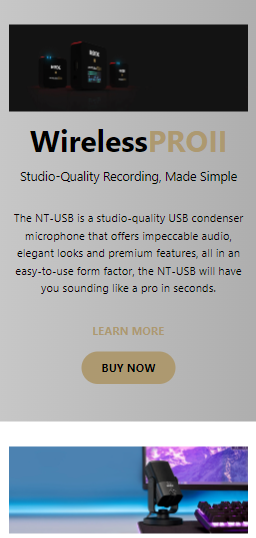 WirelessPROII
Studio-Quality Recording, Made Simple
The NT-USB is a studio-quality USB condenser
microphone that offers impeccable audio,
elegant looks and premium features, all in an
easy-to-use form factor, the NT-USB will have
you sounding like a pro in seconds.
LEARN MORE
BUY NOW